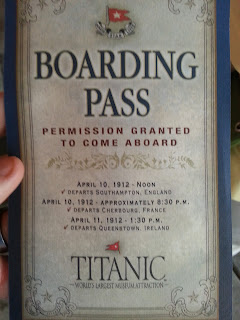 BOARDING
PASS
PERMISSION GRANTED
TO COME ABOARD
APRIL 10, 1912 - NOON
✓ DEPARTS SOUTHAMPTON, ENGLAND
APRIL 10, 1912 - APPROXIMATELY 8:30 P.M.
✓ DEPARTS CHERBOURG, FRANCE
APRIL 11, 1912 - 1:30 P.M.
✓ DEPARTS QUEENSTOWN, IRELAND
TITANIC
WORLD'S LARGEST MUSEUM ATTRACTION